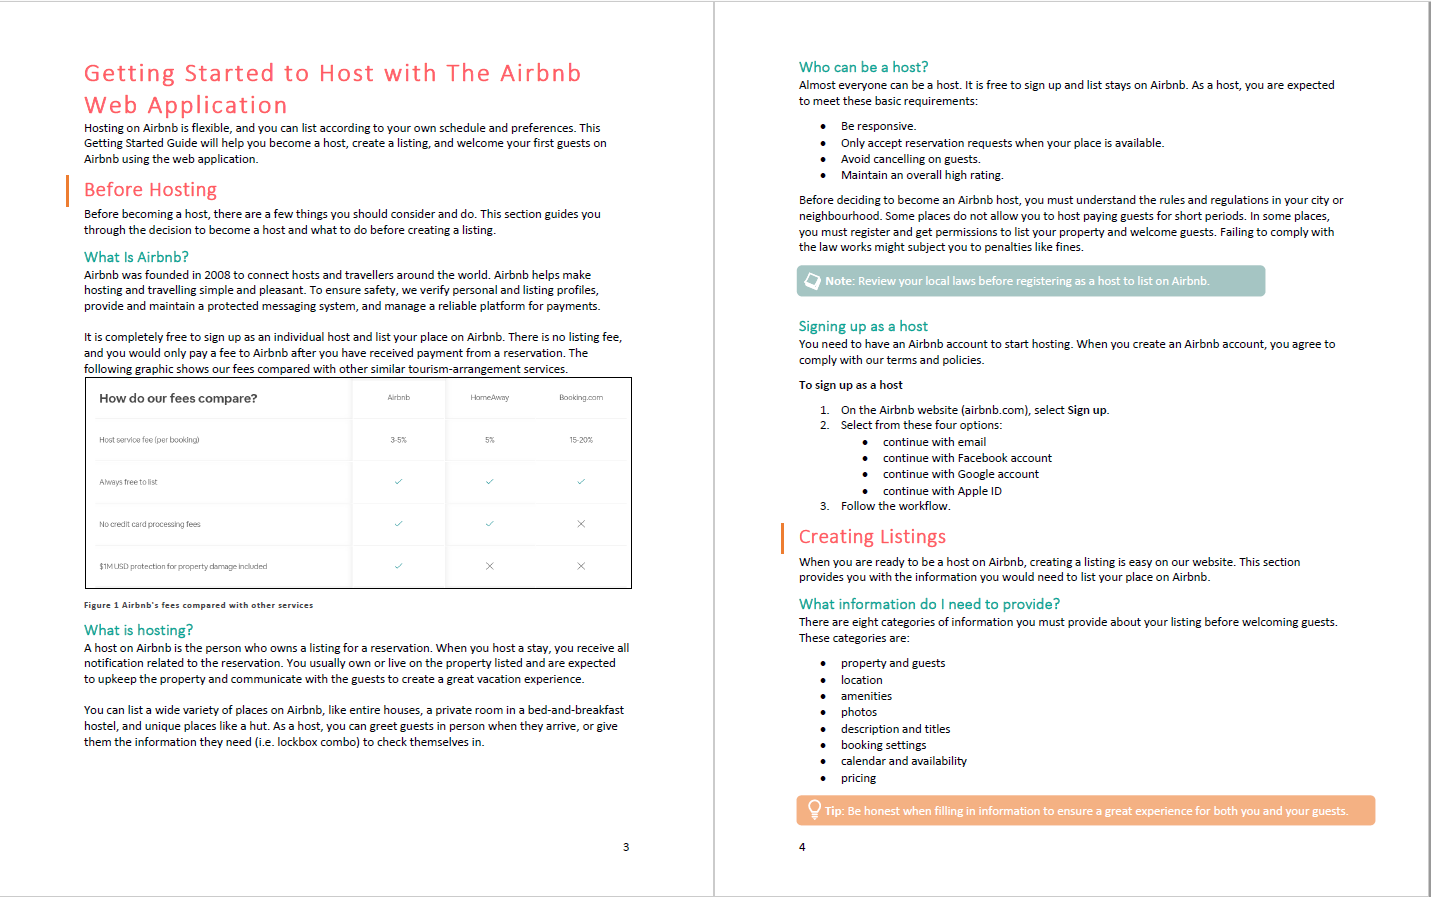 Getting Started to Host with The Airbnb
Web Application
Hosting on Airbnb is flexible, and you can list according to your own schedule and preferences. This
Getting Started Guide will help you become a host, create a listing, and welcome your first guests on
Airbnb using the web application.
Before Hosting
Before becoming a host, there are a few things you should consider and do. This section guides you
through the decision to become a host and what to do before creating a listing.
What Is Airbnb?
Airbnb was founded in 2008 to connect hosts and travellers around the world. Airbnb helps make
hosting and travelling simple and pleasant. To ensure safety, we verify personal and listing profiles,
provide and maintain a protected messaging system, and manage a reliable platform for payments.
It is completely free to sign up as an individual host and list your place on Airbnb. There is no listing fee,
and you would only pay a fee to Airbnb after you have received payment from a reservation. The
following graphic shows our fees compared with other similar tourism-arrangement services.
How do our fees compare? Airbnb HomeAway Booking.com
Host service fee (per booking) 3-5% 5% 15-20%
Always free to list ✓ ✓ ✓
No credit card processing fees ✓ ✓ ✕
$1M USD protection for property damage included ✓ ✕ ✕
Figure 1 Airbnb's fees compared with other services
What is hosting?
A host on Airbnb is the person who owns a listing for a reservation. When you host a stay, you receive all
notification related to the reservation. You usually own or live on the property listed and are expected
to upkeep the property and communicate with the guests to create a great vacation experience.
You can list a wide variety of places on Airbnb, like entire houses, a private room in a bed-and-breakfast
hostel, and unique places like a hut. As a host, you can greet guests in person when they arrive, or give
them the information they need (i.e. lockbox combo) to check themselves in.
3
Who can be a host?
Almost everyone can be a host. It is free to sign up and list stays on Airbnb. As a host, you are expected
to meet these basic requirements:
• Be responsive.
• Only accept reservation requests when your place is available.
• Avoid cancelling on guests.
• Maintain an overall high rating.
Before deciding to become an Airbnb host, you must understand the rules and regulations in your city or
neighbourhood. Some places do not allow you to host paying guests for short periods. In some places,
you must register and get permissions to list your property and welcome guests. Failing to comply with
the law works might subject you to penalties like fines.
Note: Review your local laws before registering as a host to list on Airbnb.
Signing up as a host
You need to have an Airbnb account to start hosting. When you create an Airbnb account, you agree to
comply with our terms and policies.
To sign up as a host
1. On the Airbnb website (airbnb.com), select Sign up.
2. Select from these four options:
• continue with email
• continue with Facebook account
• continue with Google account
• continue with Apple ID
3. Follow the workflow.
Creating Listings
When you are ready to be a host on Airbnb, creating a listing is easy on our website. This section
provides you with the information you would need to list your place on Airbnb.
What information do I need to provide?
There are eight categories of information you must provide about your listing before welcoming guests.
These categories are:
• property and guests
• location
• amenities
• photos
• description and titles
• booking settings
• calendar and availability
• pricing
Tip: Be honest when filling in information to ensure a great experience for both you and your guests.
4